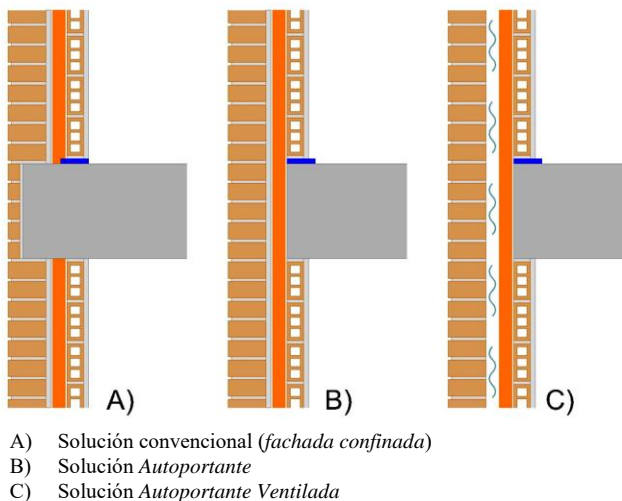 A) B) C)
A) Solución convencional (fachada confinada)
B) Solución Autoportante
C) Solución Autoportante Ventilada